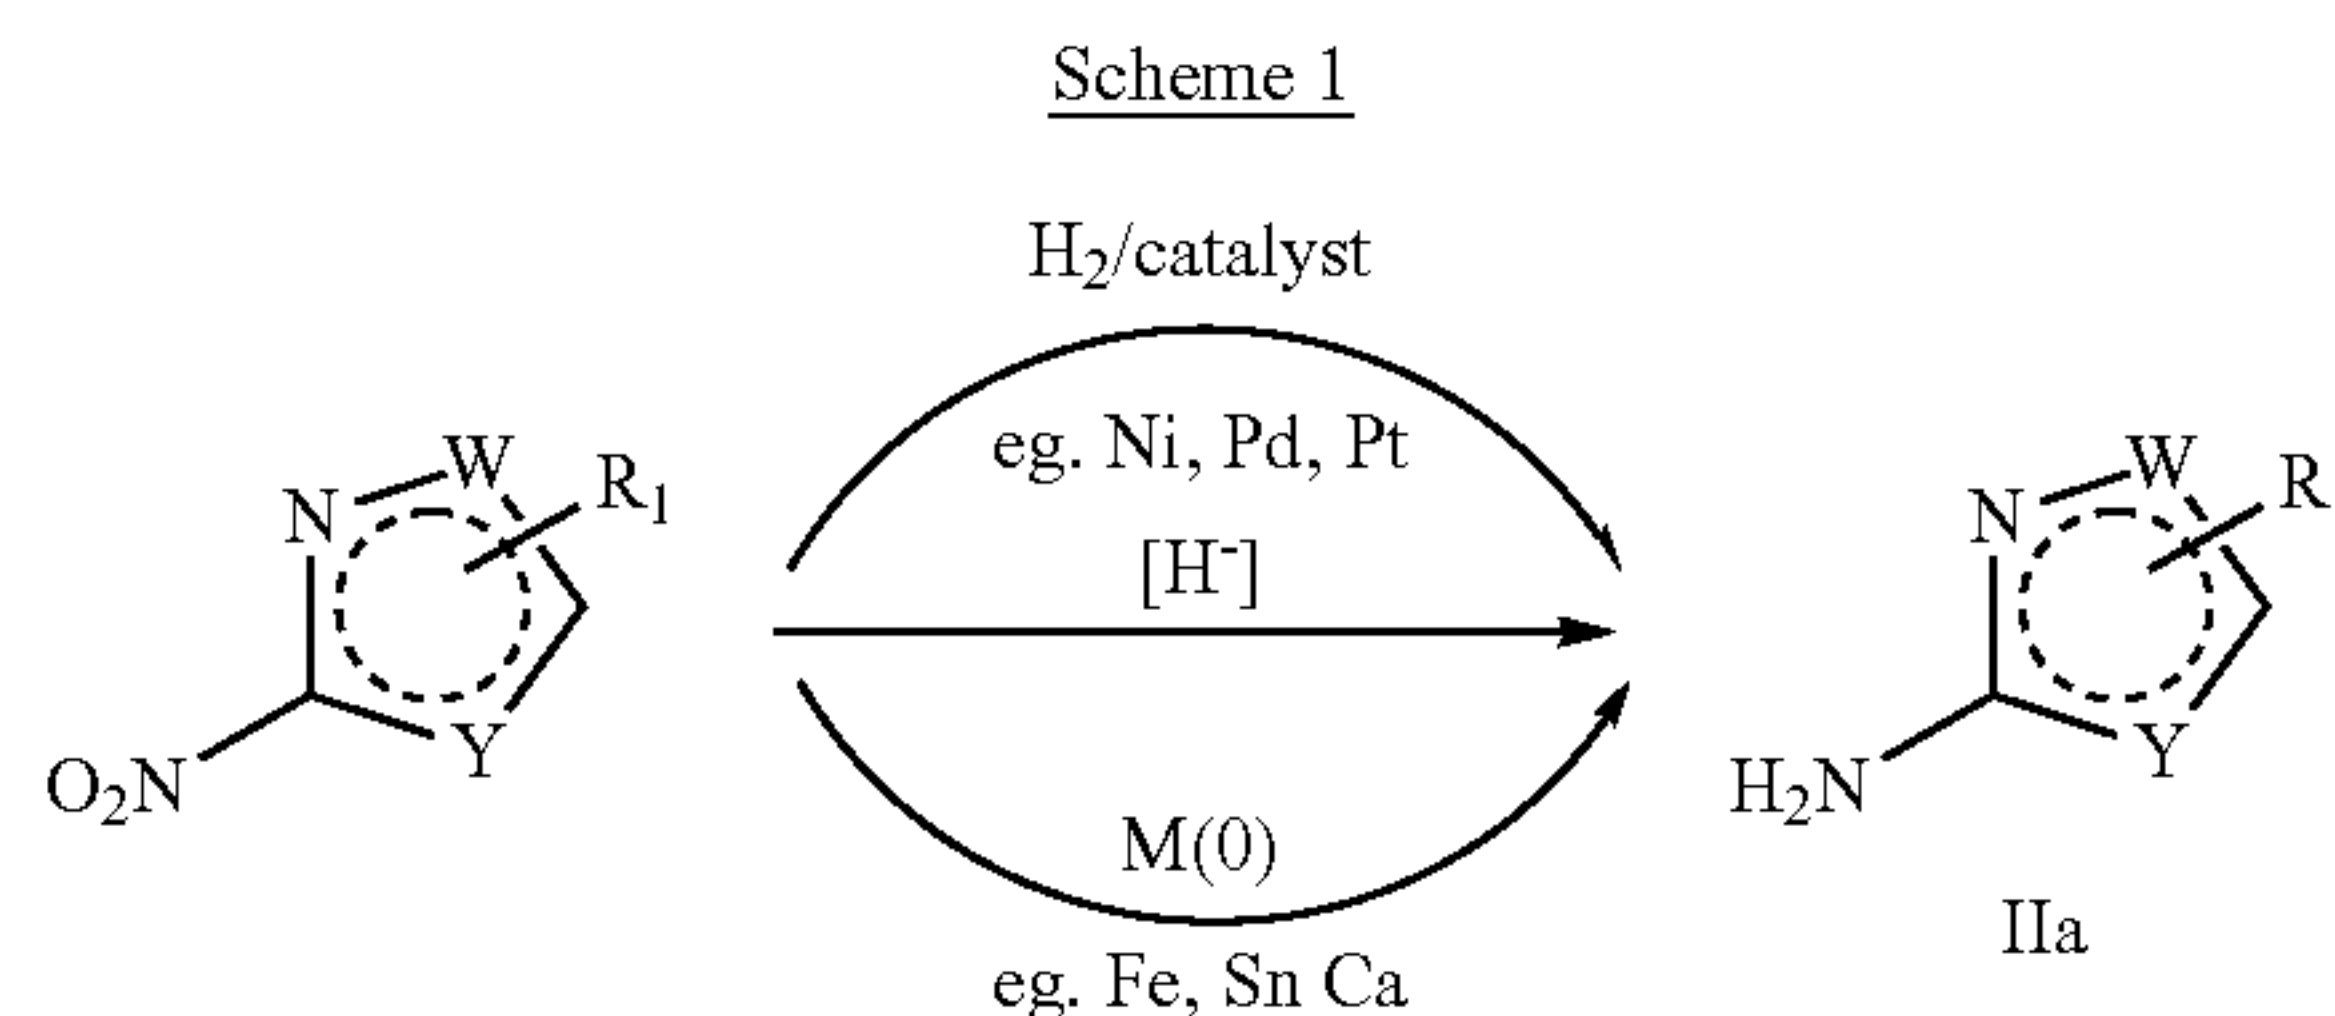 Scheme 1
H₂/catalyst
eg. Ni, Pd, Pt
[H⁻]
M(0)
eg. Fe, Sn Ca
N
W
R₁
O₂N
Y
N
W
R
H₂N
Y
IIa